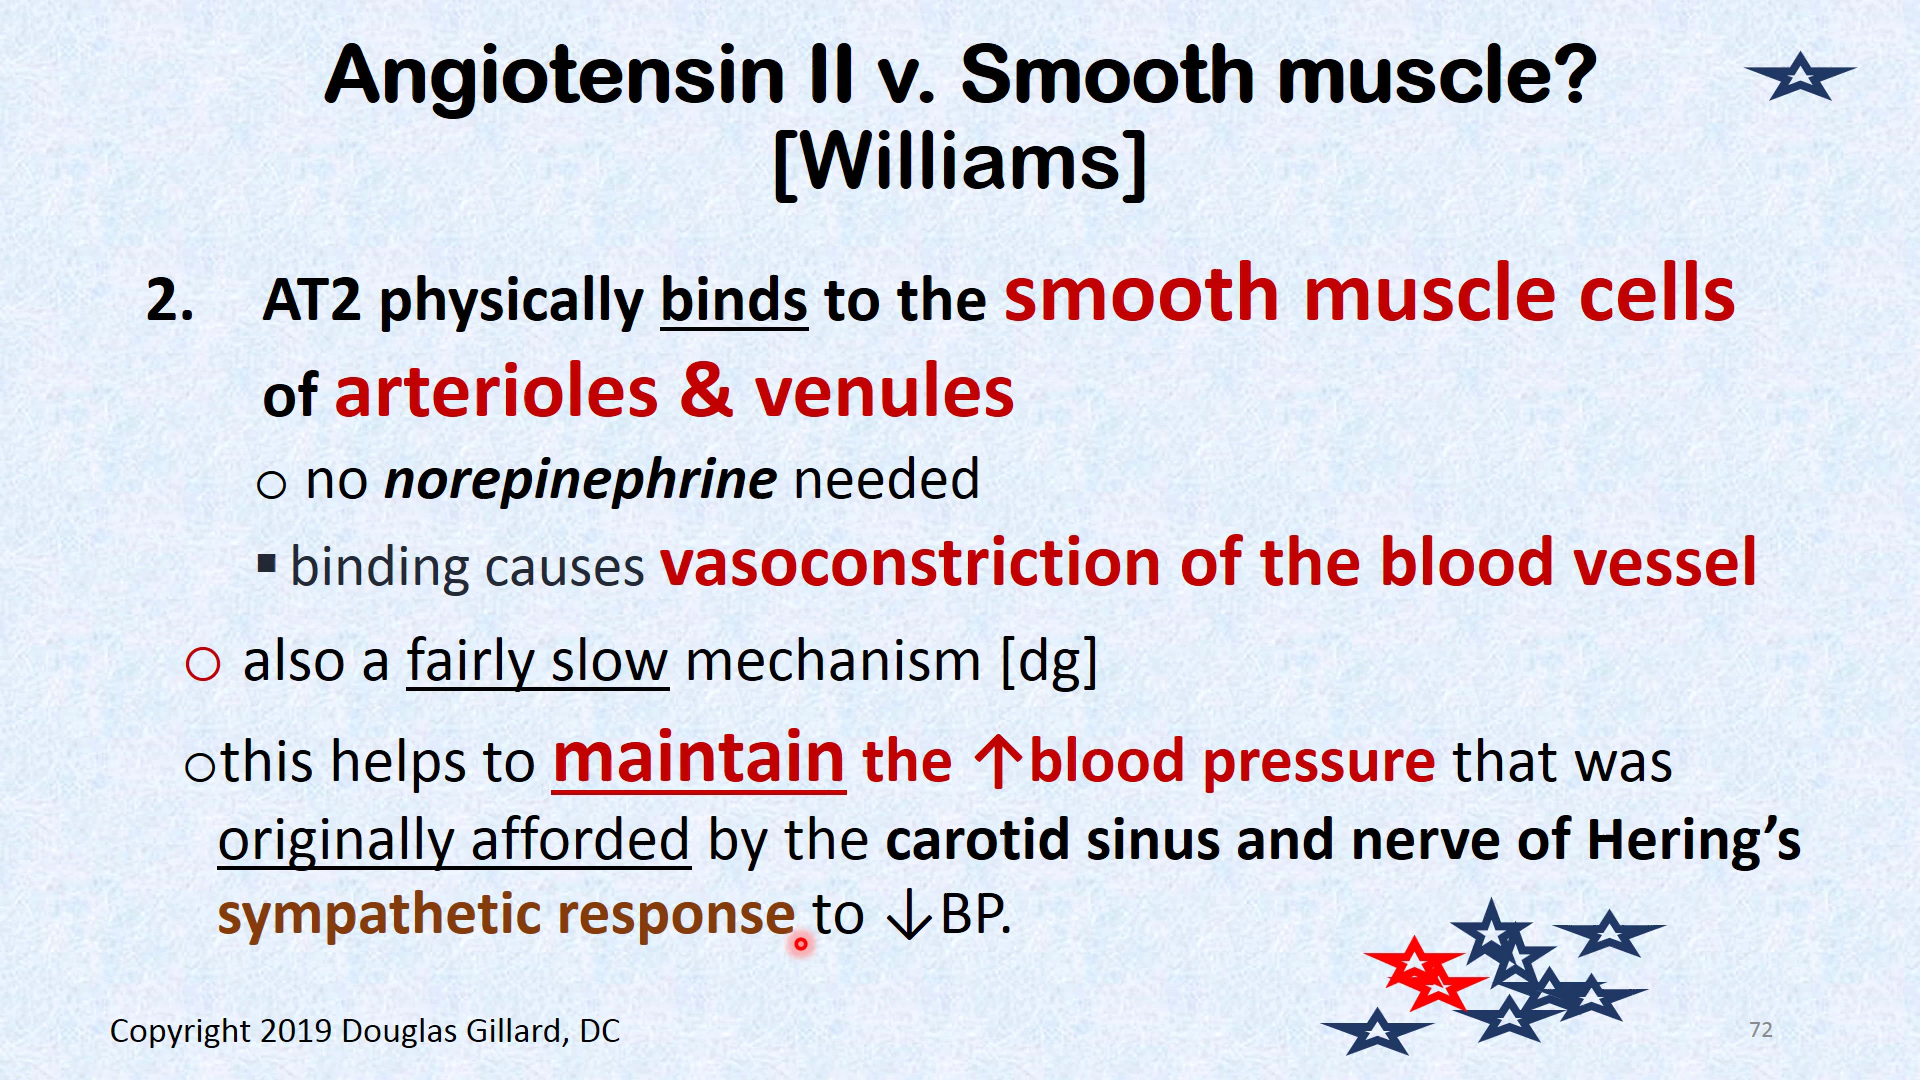 Angiotensin II v. Smooth muscle?
[Williams]
2. AT2 physically binds to the smooth muscle cells
of arterioles & venules
○ no norepinephrine needed
▪ binding causes vasoconstriction of the blood vessel
○ also a fairly slow mechanism [dg]
○this helps to maintain the ↑blood pressure that was
originally afforded by the carotid sinus and nerve of Hering’s
sympathetic response to ↓BP.
Copyright 2019 Douglas Gillard, DC
72